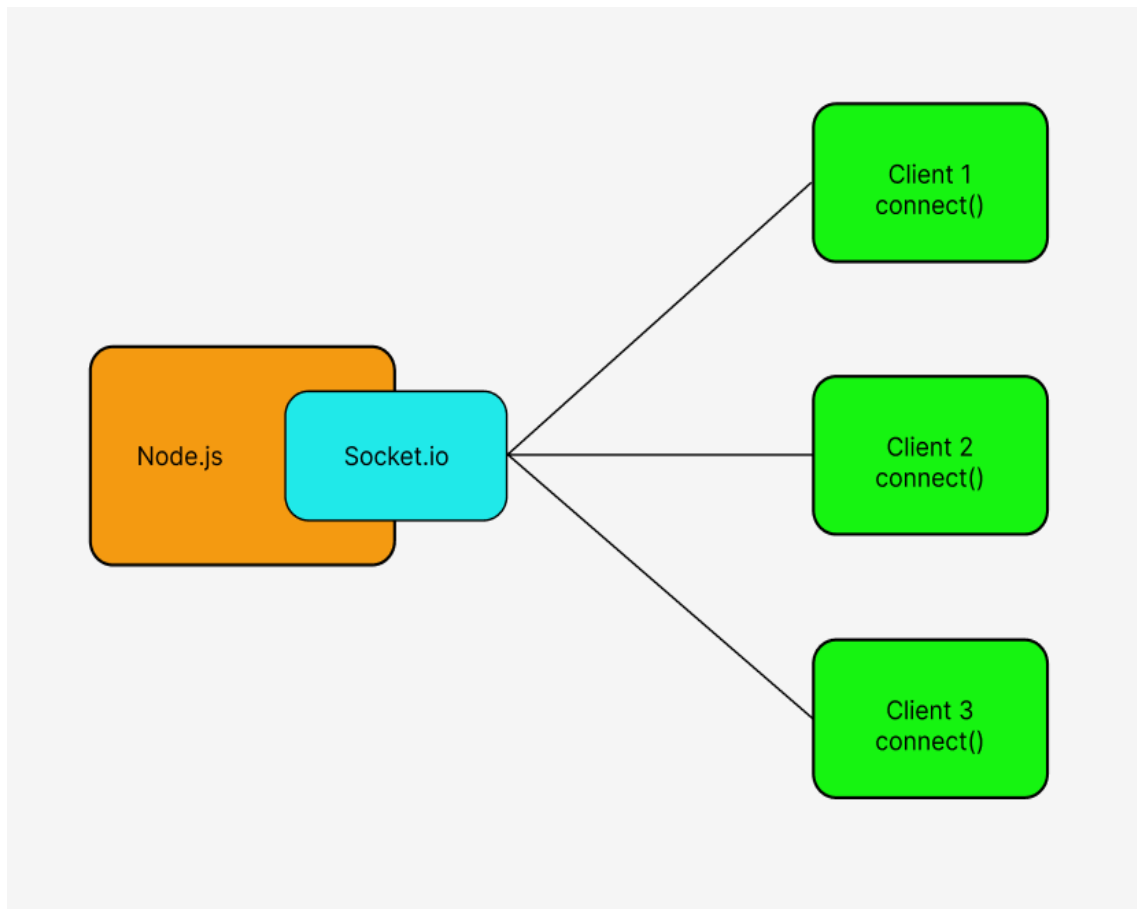 Node.js
Socket.io
Client 1
connect()
Client 2
connect()
Client 3
connect()